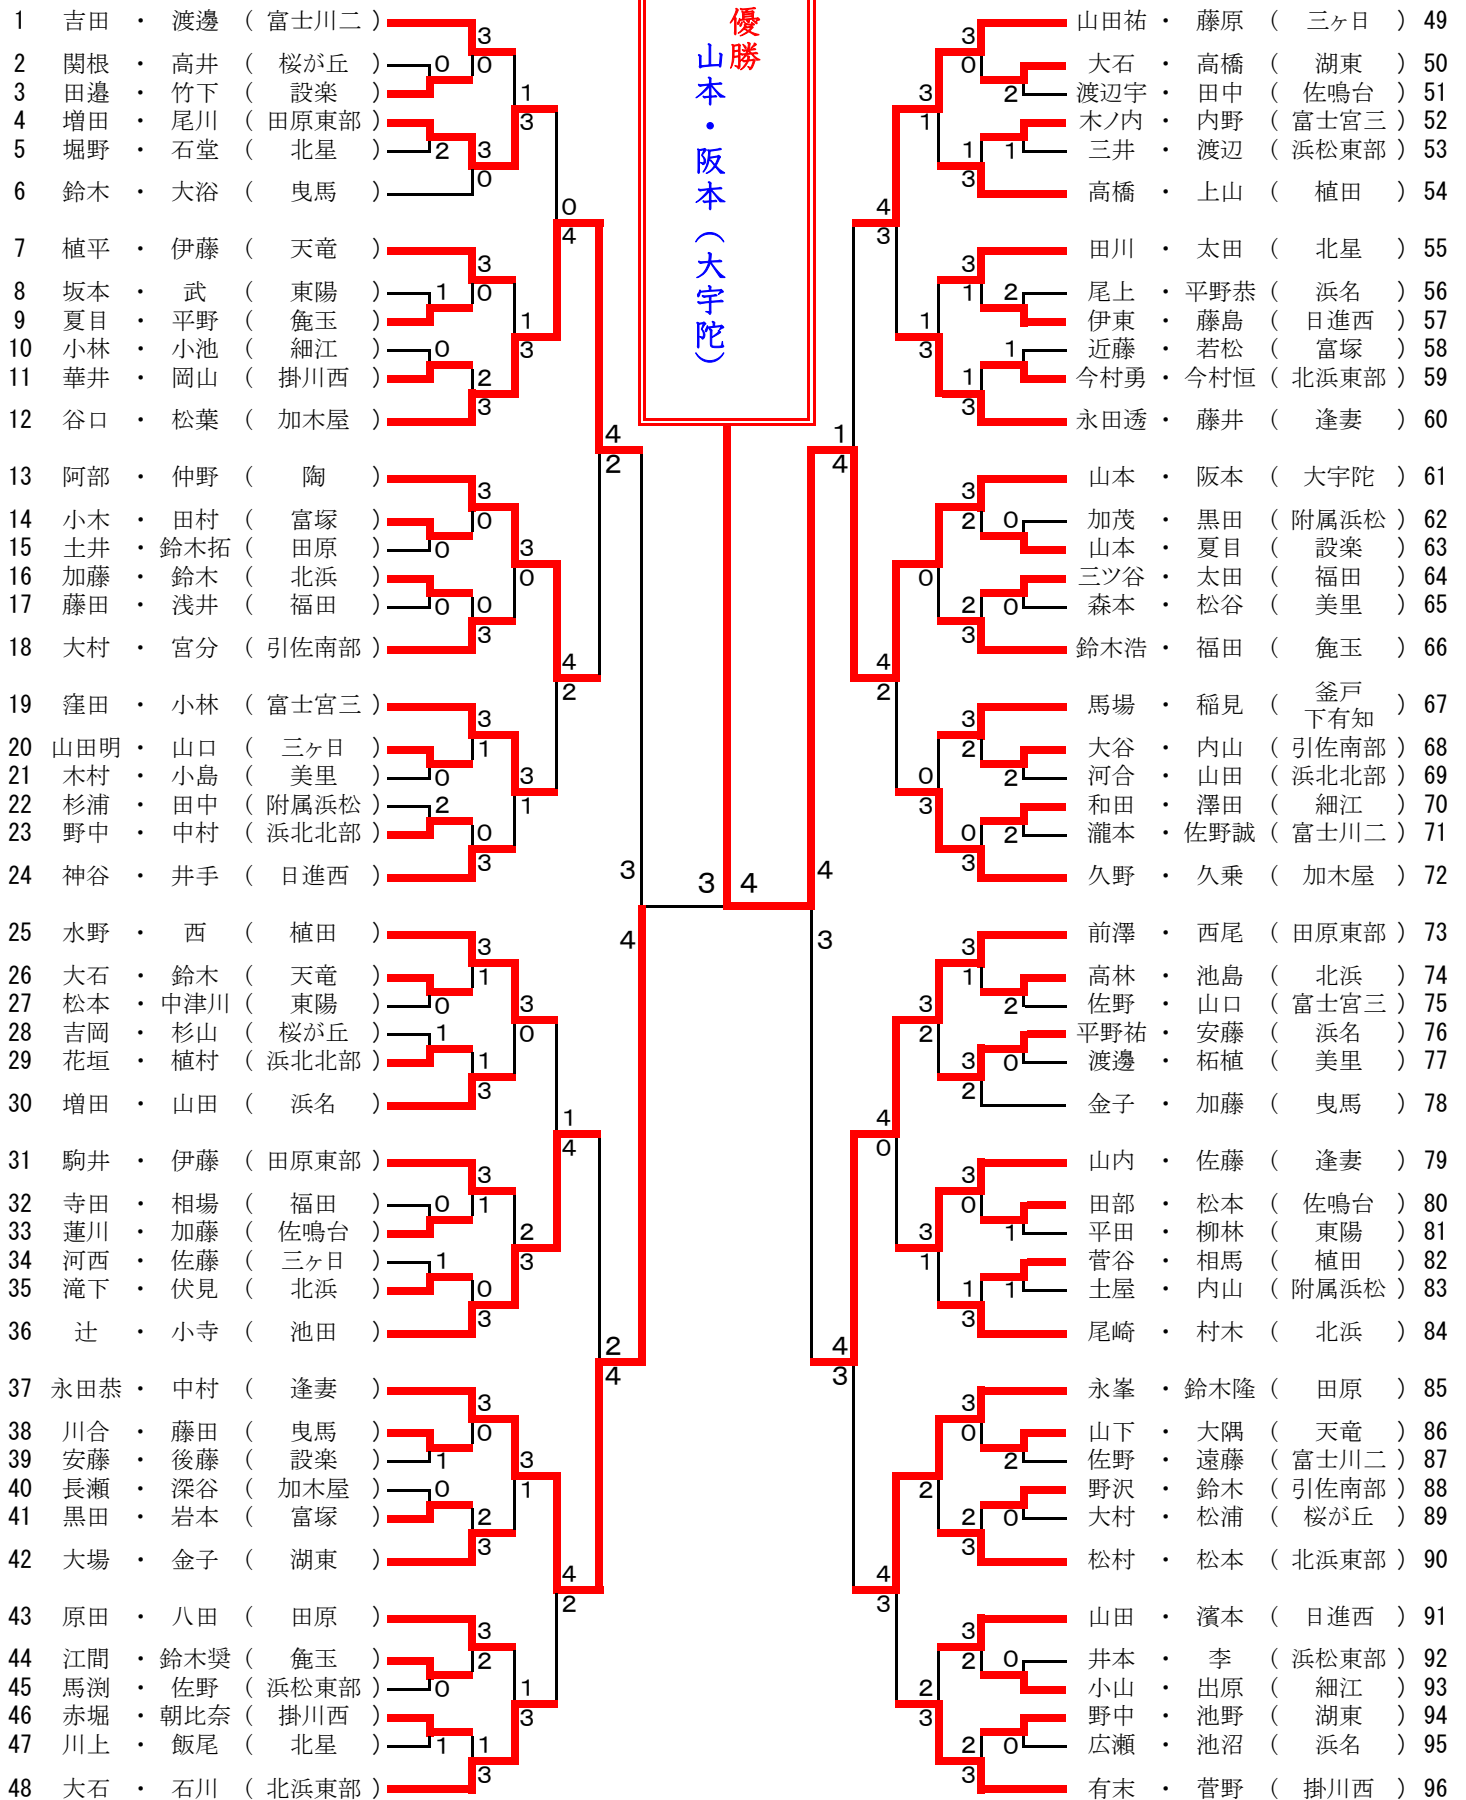 優勝
山本・阪本（大宇陀）
1 吉田 ・ 渡邊 （ 富士川二 ）
2 関根 ・ 高井 （ 桜が丘 ）
3 田邉 ・ 竹下 （ 設楽 ）
4 増田 ・ 尾川 （ 田原東部 ）
5 堀野 ・ 石堂 （ 北星 ）
6 鈴木 ・ 大浴 （ 曳馬 ）
7 植平 ・ 伊藤 （ 天竜 ）
8 坂本 ・ 武 （ 東陽 ）
9 夏目 ・ 平野 （ 麁玉 ）
10 小林 ・ 小池 （ 細江 ）
11 華井 ・ 岡山 （ 掛川西 ）
12 谷口 ・ 松葉 （ 加木屋 ）
13 阿部 ・ 仲野 （ 陶 ）
14 小木 ・ 田村 （ 富塚 ）
15 土井 ・ 鈴木拓 （ 田原 ）
16 加藤 ・ 鈴木 （ 北浜 ）
17 藤田 ・ 浅井 （ 福田 ）
18 大村 ・ 宮分 （ 引佐南部 ）
19 窪田 ・ 小林 （ 富士宮三 ）
20 山田明 ・ 山口 （ 三ヶ日 ）
21 木村 ・ 小島 （ 美里 ）
22 杉浦 ・ 田中 （ 附属浜松 ）
23 野中 ・ 中村 （ 浜北北部 ）
24 神谷 ・ 井手 （ 日進西 ）
25 水野 ・ 西 （ 植田 ）
26 大石 ・ 鈴木 （ 天竜 ）
27 松本 ・ 中津川 （ 東陽 ）
28 吉岡 ・ 杉山 （ 桜が丘 ）
29 花垣 ・ 植村 （ 浜北北部 ）
30 増田 ・ 山田 （ 浜名 ）
31 駒井 ・ 伊藤 （ 田原東部 ）
32 寺田 ・ 相場 （ 福田 ）
33 蓮川 ・ 加藤 （ 佐鳴台 ）
34 河西 ・ 佐藤 （ 三ヶ日 ）
35 滝下 ・ 伏見 （ 北浜 ）
36 辻 ・ 小寺 （ 池田 ）
37 永田恭 ・ 中村 （ 逢妻 ）
38 川合 ・ 藤田 （ 曳馬 ）
39 安藤 ・ 後藤 （ 設楽 ）
40 長瀬 ・ 深谷 （ 加木屋 ）
41 黒田 ・ 岩本 （ 富塚 ）
42 大場 ・ 金子 （ 湖東 ）
43 原田 ・ 八田 （ 田原 ）
44 江間 ・ 鈴木奨 （ 麁玉 ）
45 馬渕 ・ 佐野 （ 浜松東部 ）
46 赤堀 ・ 朝比奈 （ 掛川西 ）
47 川上 ・ 飯尾 （ 北星 ）
48 大石 ・ 石川 （ 北浜東部 ）
山田祐 ・ 藤原 （ 三ヶ日 ） 49
大石 ・ 高橋 （ 湖東 ） 50
渡辺宇 ・ 田中 （ 佐鳴台 ） 51
木ノ内 ・ 内野 （ 富士宮三 ） 52
三井 ・ 渡辺 （ 浜松東部 ） 53
高橋 ・ 上山 （ 植田 ） 54
田川 ・ 太田 （ 北星 ） 55
尾上 ・ 平野恭 （ 浜名 ） 56
伊東 ・ 藤島 （ 日進西 ） 57
近藤 ・ 若松 （ 富塚 ） 58
今村勇 ・ 今村恒 （ 北浜東部 ） 59
永田透 ・ 藤井 （ 逢妻 ） 60
山本 ・ 阪本 （ 大宇陀 ） 61
加茂 ・ 黒田 （ 附属浜松 ） 62
山本 ・ 夏目 （ 設楽 ） 63
三ツ谷 ・ 太田 （ 福田 ） 64
森本 ・ 松谷 （ 美里 ） 65
鈴木浩 ・ 福田 （ 麁玉 ） 66
馬場 ・ 稲見 （ 釜戸 下有知 ） 67
大谷 ・ 内山 （ 引佐南部 ） 68
河合 ・ 山田 （ 浜北北部 ） 69
和田 ・ 澤田 （ 細江 ） 70
瀧本 ・ 佐野誠 （ 富士川二 ） 71
久野 ・ 久乗 （ 加木屋 ） 72
前澤 ・ 西尾 （ 田原東部 ） 73
高林 ・ 池島 （ 北浜 ） 74
佐野 ・ 山口 （ 富士宮三 ） 75
平野祐 ・ 安藤 （ 浜名 ） 76
渡邊 ・ 柘植 （ 美里 ） 77
金子 ・ 加藤 （ 曳馬 ） 78
山内 ・ 佐藤 （ 逢妻 ） 79
田部 ・ 松本 （ 佐鳴台 ） 80
平田 ・ 柳林 （ 東陽 ） 81
菅谷 ・ 相馬 （ 植田 ） 82
土屋 ・ 内山 （ 附属浜松 ） 83
尾崎 ・ 村木 （ 北浜 ） 84
永峯 ・ 鈴木隆 （ 田原 ） 85
山下 ・ 大隅 （ 天竜 ） 86
佐野 ・ 遠藤 （ 富士川二 ） 87
野沢 ・ 鈴木 （ 引佐南部 ） 88
大村 ・ 松浦 （ 桜が丘 ） 89
松村 ・ 松本 （ 北浜東部 ） 90
山田 ・ 濱本 （ 日進西 ） 91
井本 ・ 李 （ 浜松東部 ） 92
小山 ・ 出原 （ 細江 ） 93
野中 ・ 池野 （ 湖東 ） 94
広瀬 ・ 池沼 （ 浜名 ） 95
有末 ・ 菅野 （ 掛川西 ） 96